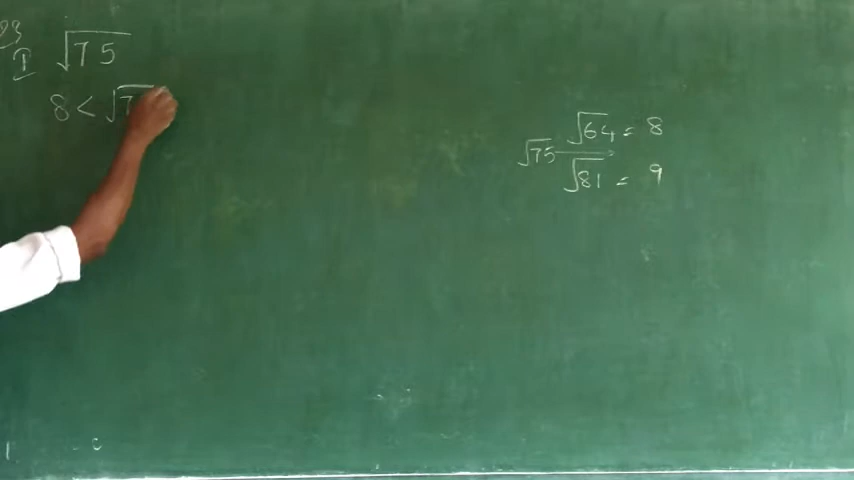 √75
8 < √7
√64 = 8
√75
√81 = 9